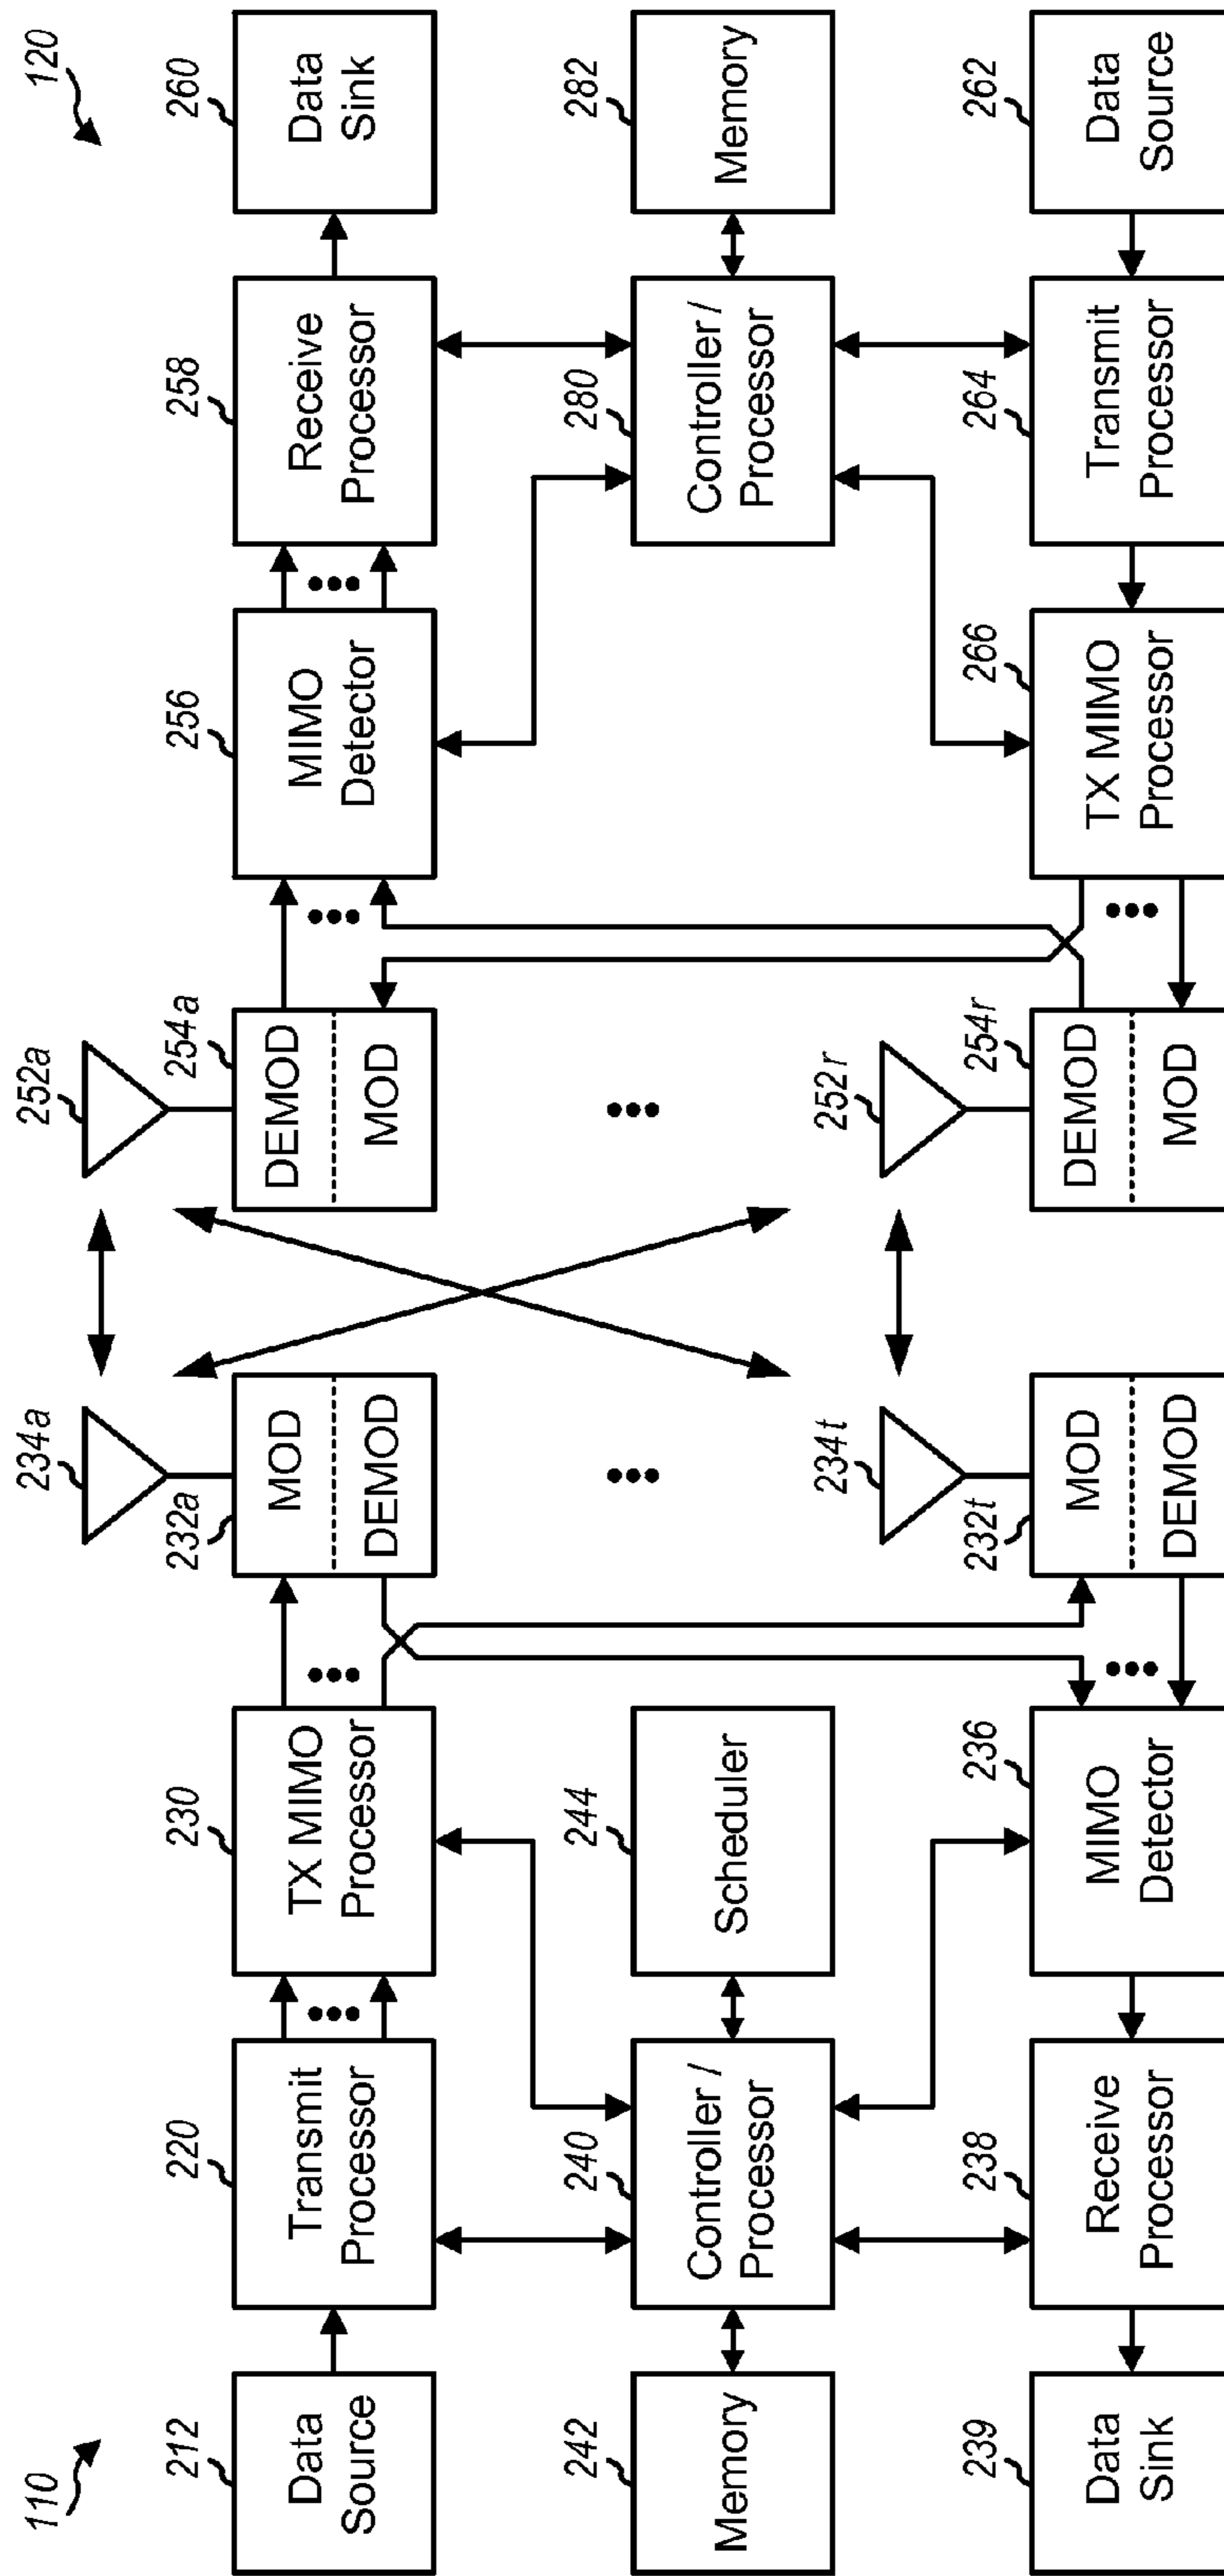 110
120
212
Data
Source
220
Transmit
Processor
230
TX MIMO
Processor
232a
234a
MOD
DEMOD
252a
254a
DEMOD
MOD
256
MIMO
Detector
258
Receive
Processor
260
Data
Sink
242
Memory
240
Controller /
Processor
244
Scheduler
280
Controller /
Processor
282
Memory
239
Data
Sink
238
Receive
Processor
236
MIMO
Detector
232t
234t
MOD
DEMOD
252r
254r
DEMOD
MOD
266
TX MIMO
Processor
264
Transmit
Processor
262
Data
Source